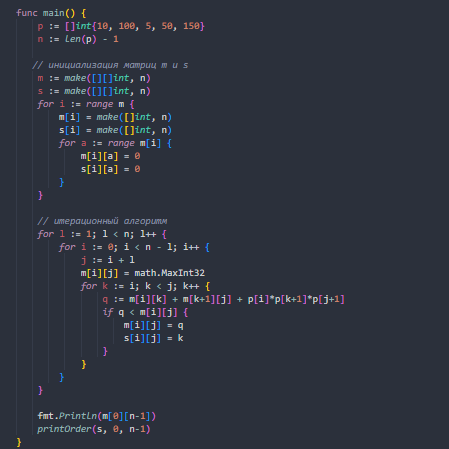 func main() {
p := []int{10, 100, 5, 50, 150}
n := len(p) - 1
// инициализация матриц m и s
m := make([][]int, n)
s := make([][]int, n)
for i := range m {
m[i] = make([]int, n)
s[i] = make([]int, n)
for a := range m[i] {
m[i][a] = 0
s[i][a] = 0
}
}
// итерационный алгоритм
for l := 1; l < n; l++ {
for i := 0; i < n - l; i++ {
j := i + l
m[i][j] = math.MaxInt32
for k := i; k < j; k++ {
q := m[i][k] + m[k+1][j] + p[i]*p[k+1]*p[j+1]
if q < m[i][j] {
m[i][j] = q
s[i][j] = k
}
}
}
}
fmt.Println(m[0][n-1])
printOrder(s, 0, n-1)
}